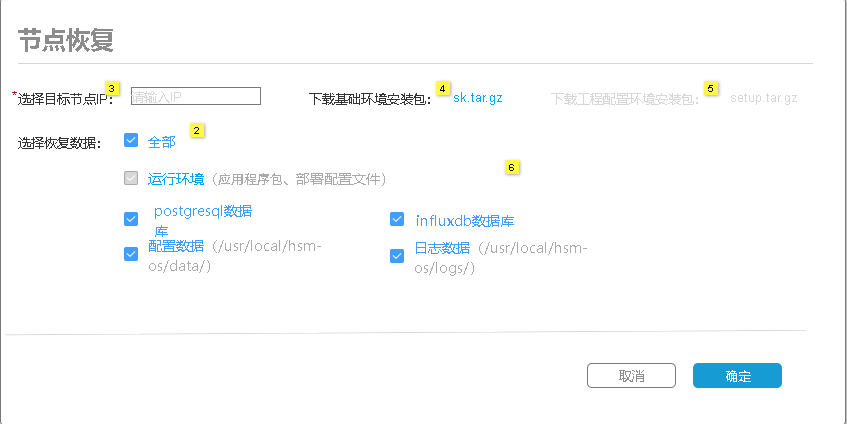 节点恢复
*选择目标节点IP： 3 请输入IP 下载基础环境安装包： 4 sk.tar.gz 下载工程配置环境安装包： 5 setup.tar.gz
选择恢复数据： 全部 2
运行环境（应用程序包、部署配置文件） 6
postgresql数据
库
influxdb数据库
配置数据（/usr/local/hsm-
os/data/）
日志数据（/usr/local/hsm-
os/logs/）
取消 确定